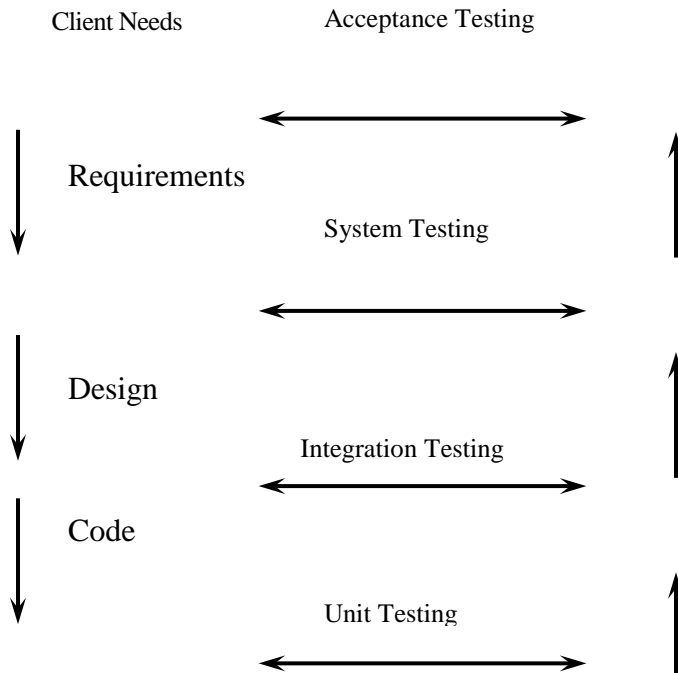 Client Needs
Acceptance Testing
Requirements
System Testing
Design
Integration Testing
Code
Unit Testing